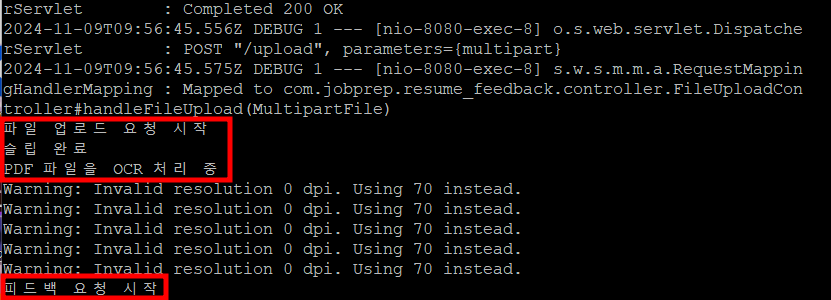 rServlet : Completed 200 OK
2024-11-09T09:56:45.556Z DEBUG 1 --- [nio-8080-exec-8] o.s.web.servlet.Dispatche
rServlet : POST "/upload", parameters={multipart}
2024-11-09T09:56:45.575Z DEBUG 1 --- [nio-8080-exec-8] s.w.s.m.m.a.RequestMappin
gHandlerMapping : Mapped to com.jobprep.resume_feedback.controller.FileUploadCon
troller#handleFileUpload(MultipartFile)
파일 업로드 요청 시작
슬립 완료
PDF 파일을 OCR 처리 중
Warning: Invalid resolution 0 dpi. Using 70 instead.
Warning: Invalid resolution 0 dpi. Using 70 instead.
Warning: Invalid resolution 0 dpi. Using 70 instead.
Warning: Invalid resolution 0 dpi. Using 70 instead.
Warning: Invalid resolution 0 dpi. Using 70 instead.
피드백 요청 시작